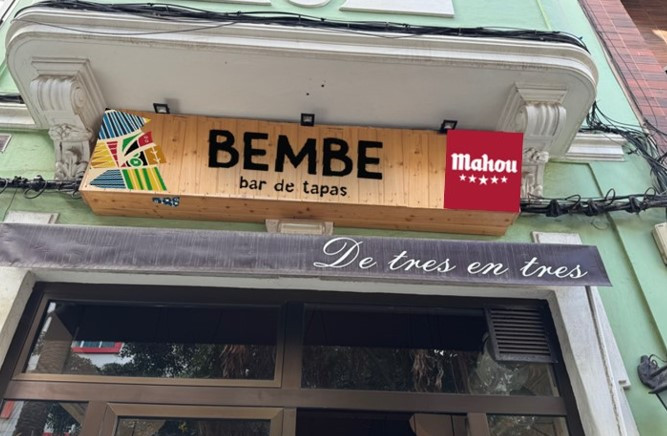 BEMBE
bar de tapas
Mahou
De tres en tres